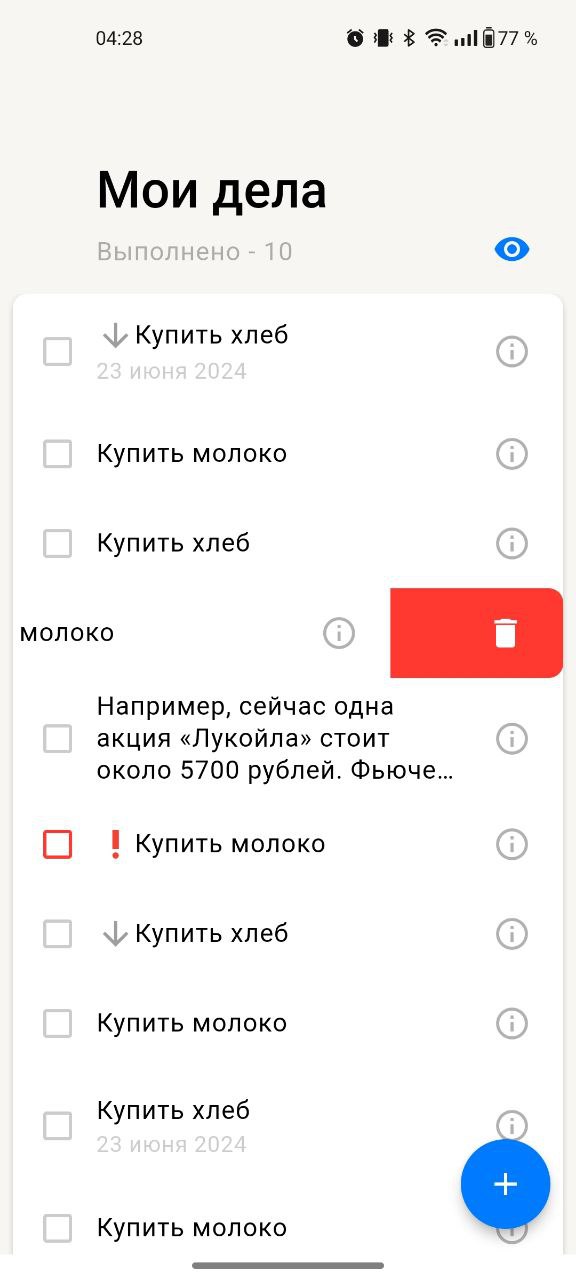 04:28
77 %
Мои дела
Выполнено - 10
Купить хлеб
23 июня 2024
Купить молоко
Купить хлеб
молоко
Например, сейчас одна
акция «Лукойла» стоит
около 5700 рублей. Фьюче...
Купить молоко
Купить хлеб
Купить молоко
Купить хлеб
23 июня 2024
Купить молоко